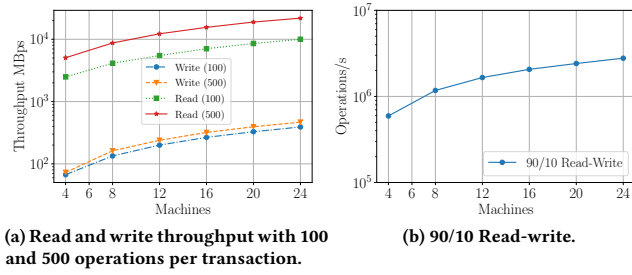 Throughput MBps
10^4
10^3
10^2
Write (100)
Write (500)
Read (100)
Read (500)
4 6 8 12 16 20 24
Machines
(a) Read and write throughput with 100
and 500 operations per transaction.
Operations/s
10^7
10^6
10^5
90/10 Read-Write
4 6 8 12 16 20 24
Machines
(b) 90/10 Read-write.